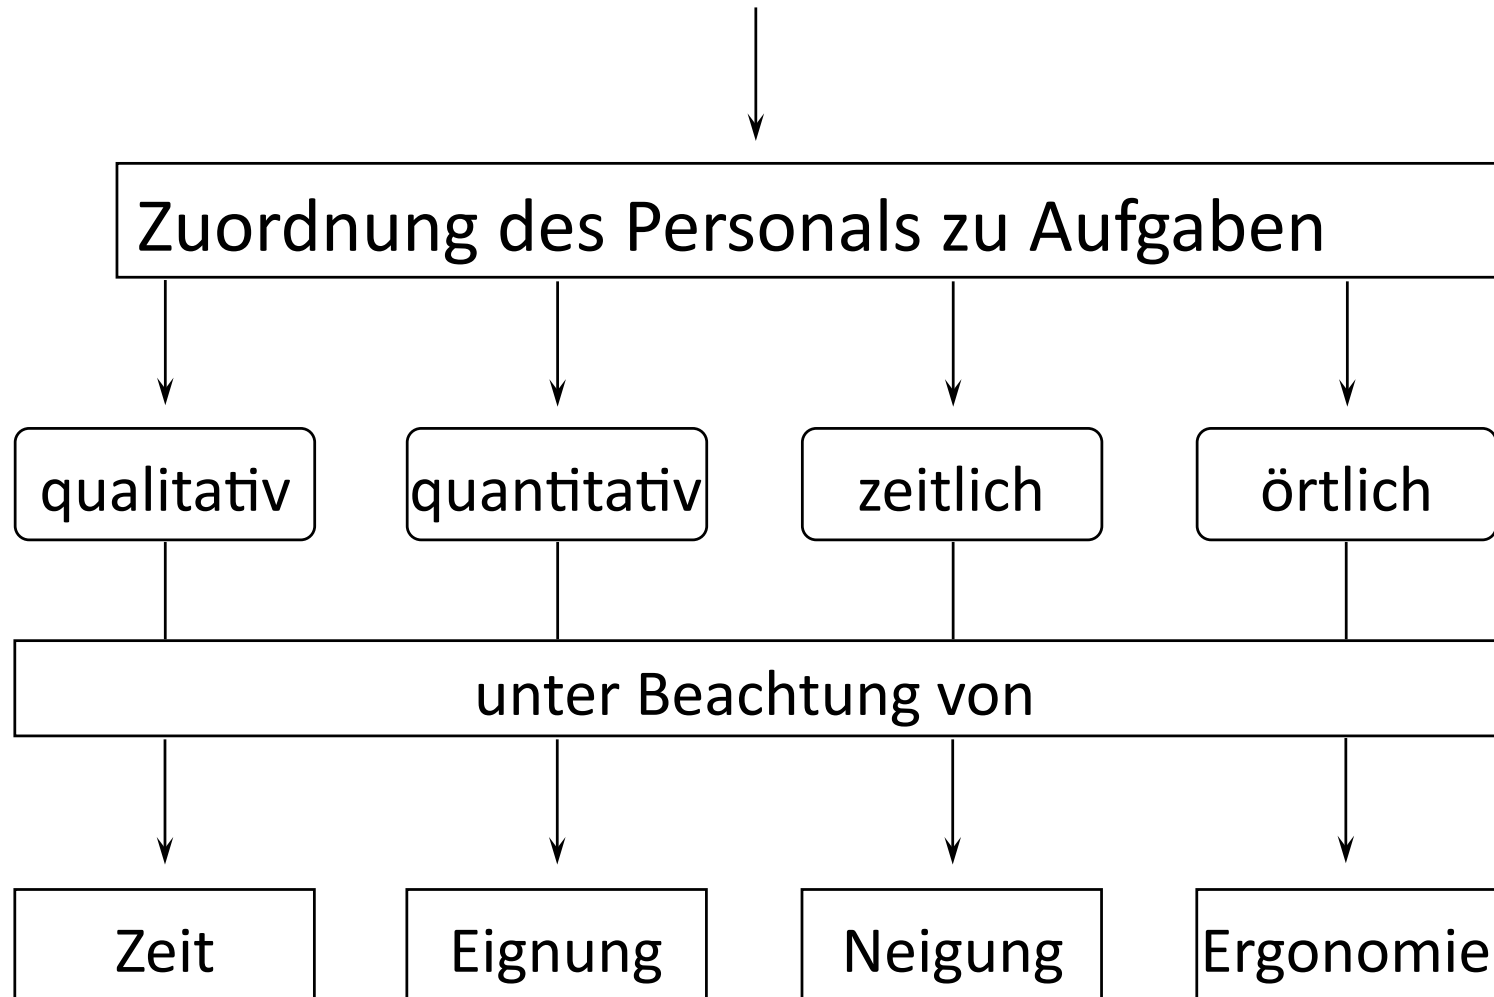 Zuordnung des Personals zu Aufgaben
qualitativ quantitativ zeitlich örtlich
unter Beachtung von
Zeit Eignung Neigung Ergonomie